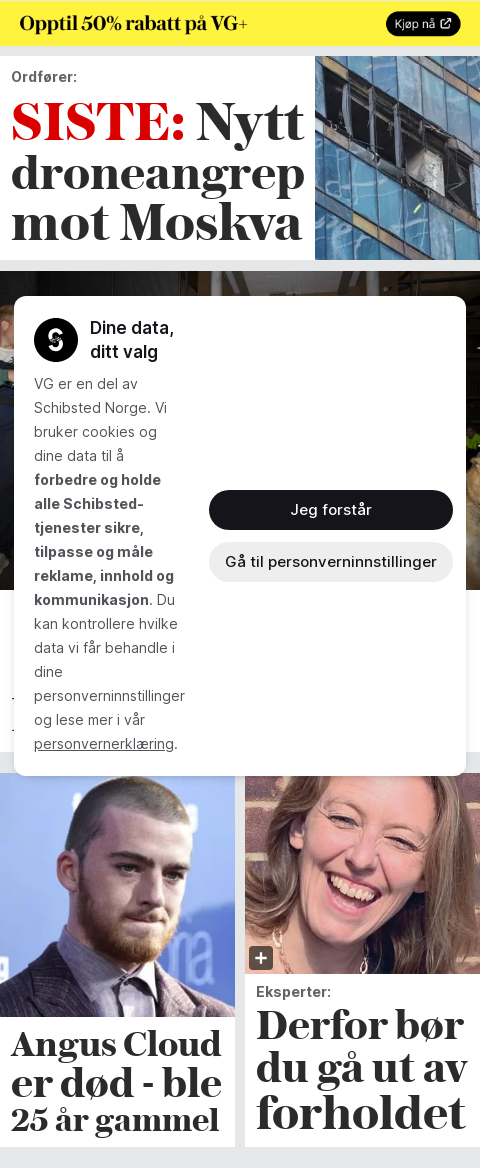 Opptil 50% rabatt på VG+
Kjøp nå
Ordfører:
SISTE: Nytt
droneangrep
mot Moskva
Dine data,
ditt valg
VG er en del av
Schibsted Norge. Vi
bruker cookies og
dine data til å
forbedre og holde
alle Schibsted-
tjenester sikre,
tilpasse og måle
reklame, innhold og
kommunikasjon. Du
kan kontrollere hvilke
data vi får behandle i
dine
personverninnstillinger
og lese mer i vår
personvernerklæring.
Jeg forstår
Gå til personverninnstillinger
Angus Cloud
er død - ble
25 år gammel
Eksperter:
Derfor bør
du gå ut av
forholdet